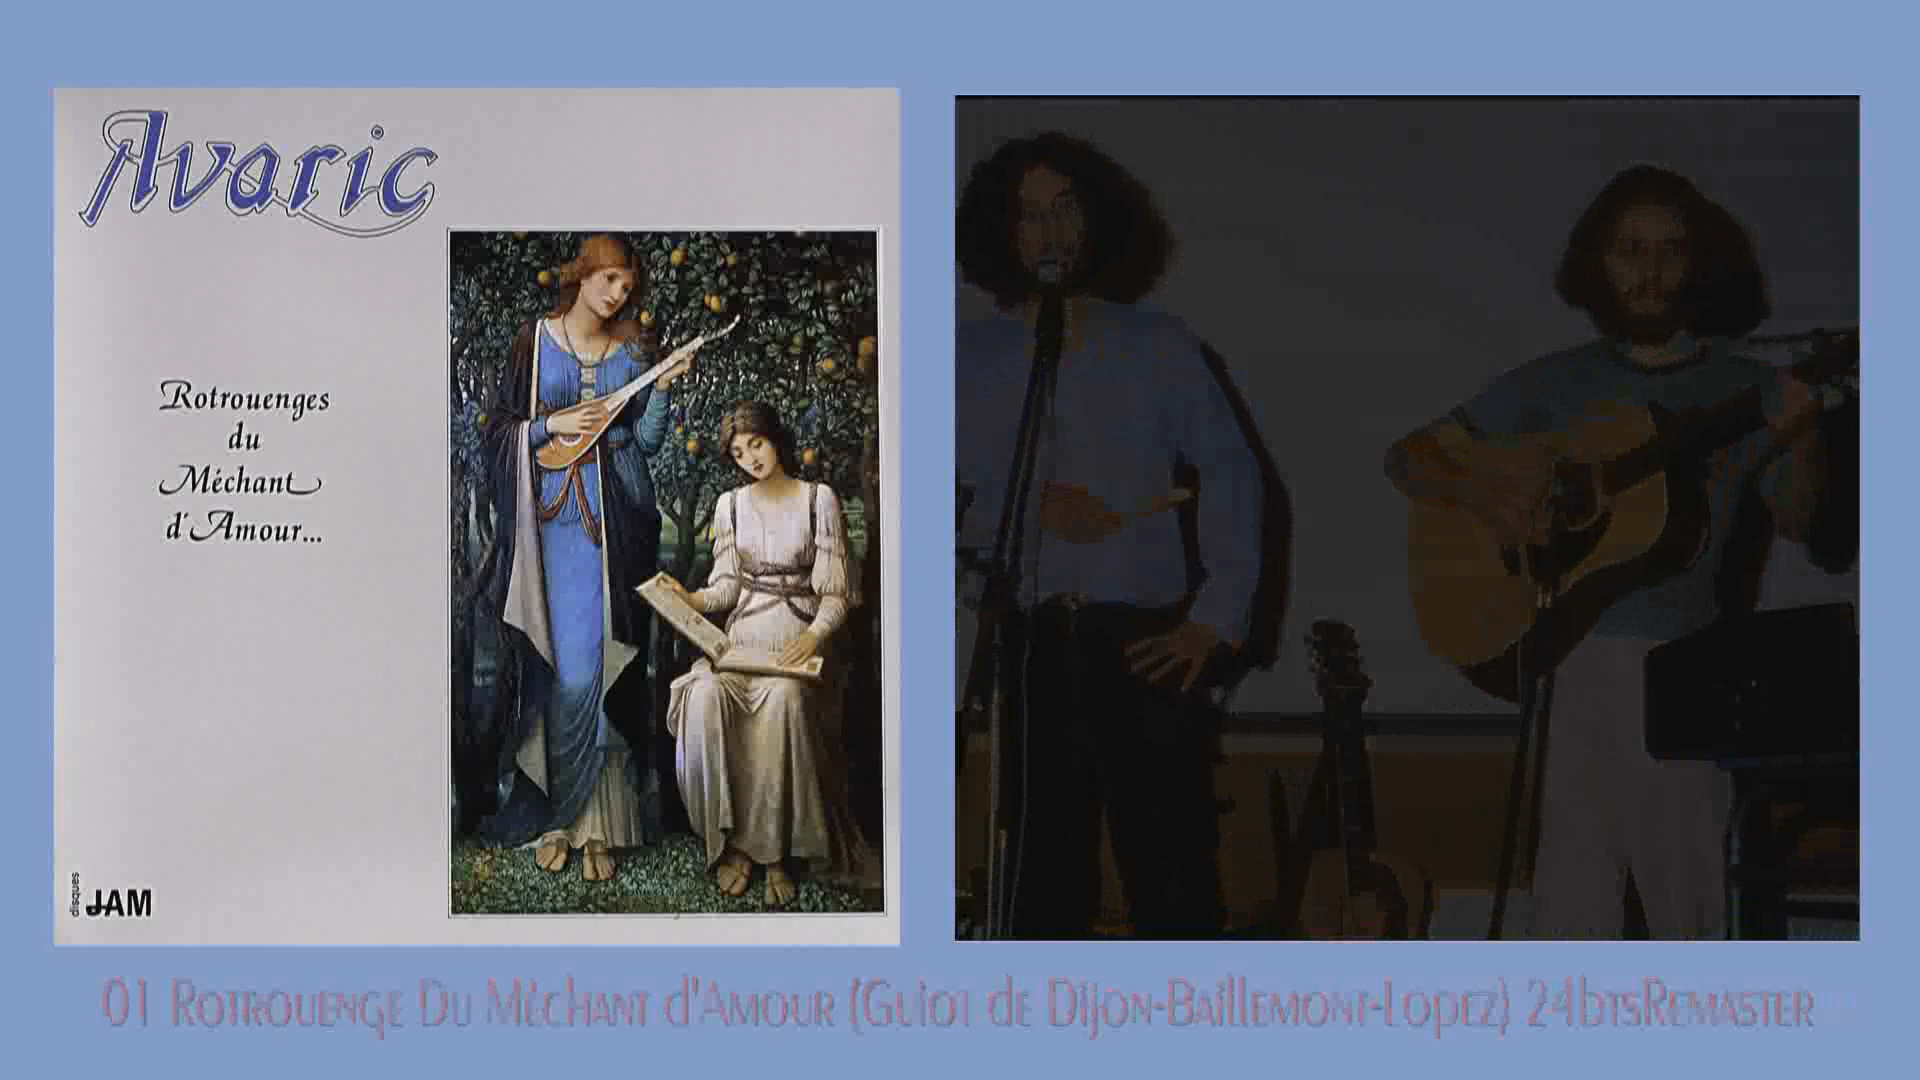 Avaric
Rotrouenges
du
Méchant
d'Amour...
disques
JAM
01 Rotrouenge Du Méchant d'Amour (Guiot de Dijon-Baillemont-Lopez) 24btsRemaster